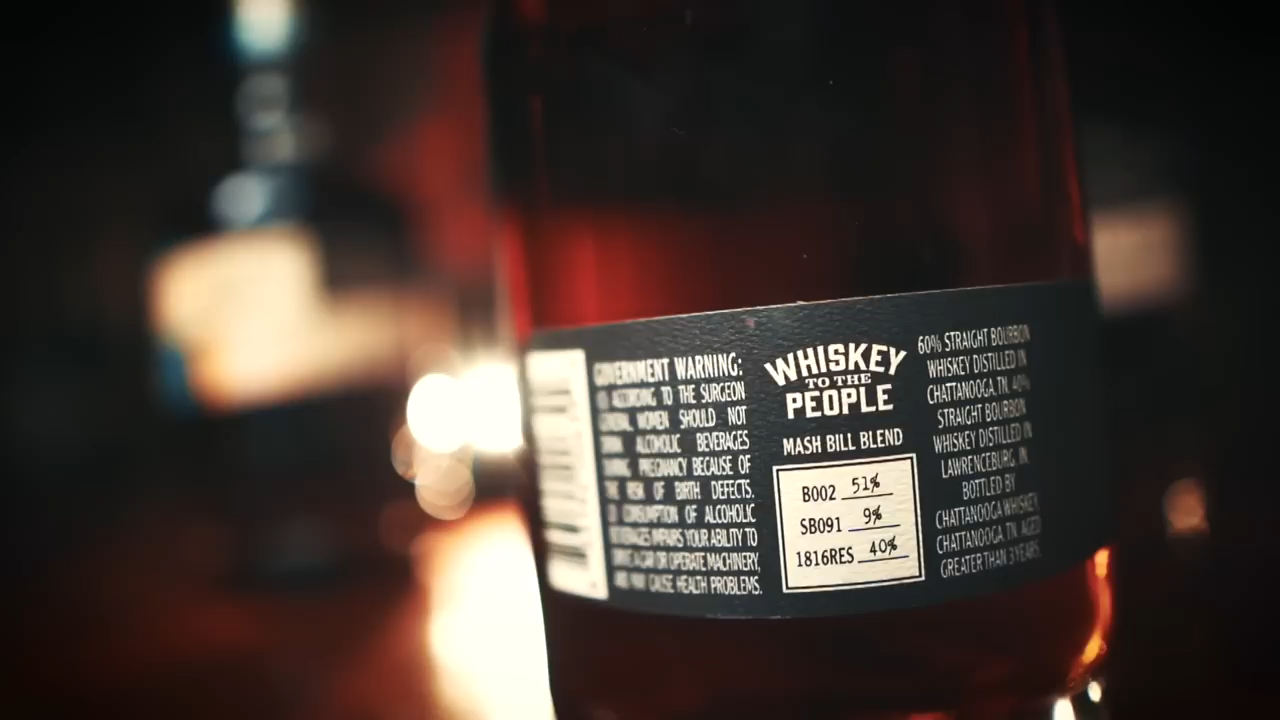 GOVERNMENT WARNING:
(1) ACCORDING TO THE SURGEON
GENERAL, WOMEN SHOULD NOT
DRINK ALCOHOLIC BEVERAGES
DURING PREGNANCY BECAUSE OF
THE RISK OF BIRTH DEFECTS.
(2) CONSUMPTION OF ALCOHOLIC
BEVERAGES IMPAIRS YOUR ABILITY TO
DRIVE A CAR OR OPERATE MACHINERY,
AND MAY CAUSE HEALTH PROBLEMS.
WHISKEY
TO THE
PEOPLE
MASH BILL BLEND
B002 51%
SB091 9%
1816RES 40%
60% STRAIGHT BOURBON
WHISKEY DISTILLED IN
CHATTANOOGA, TN. 40%
STRAIGHT BOURBON
WHISKEY DISTILLED IN
LAWRENCEBURG, IN.
BOTTLED BY
CHATTANOOGA WHISKEY,
CHATTANOOGA, TN. AGED
GREATER THAN 3 YEARS.